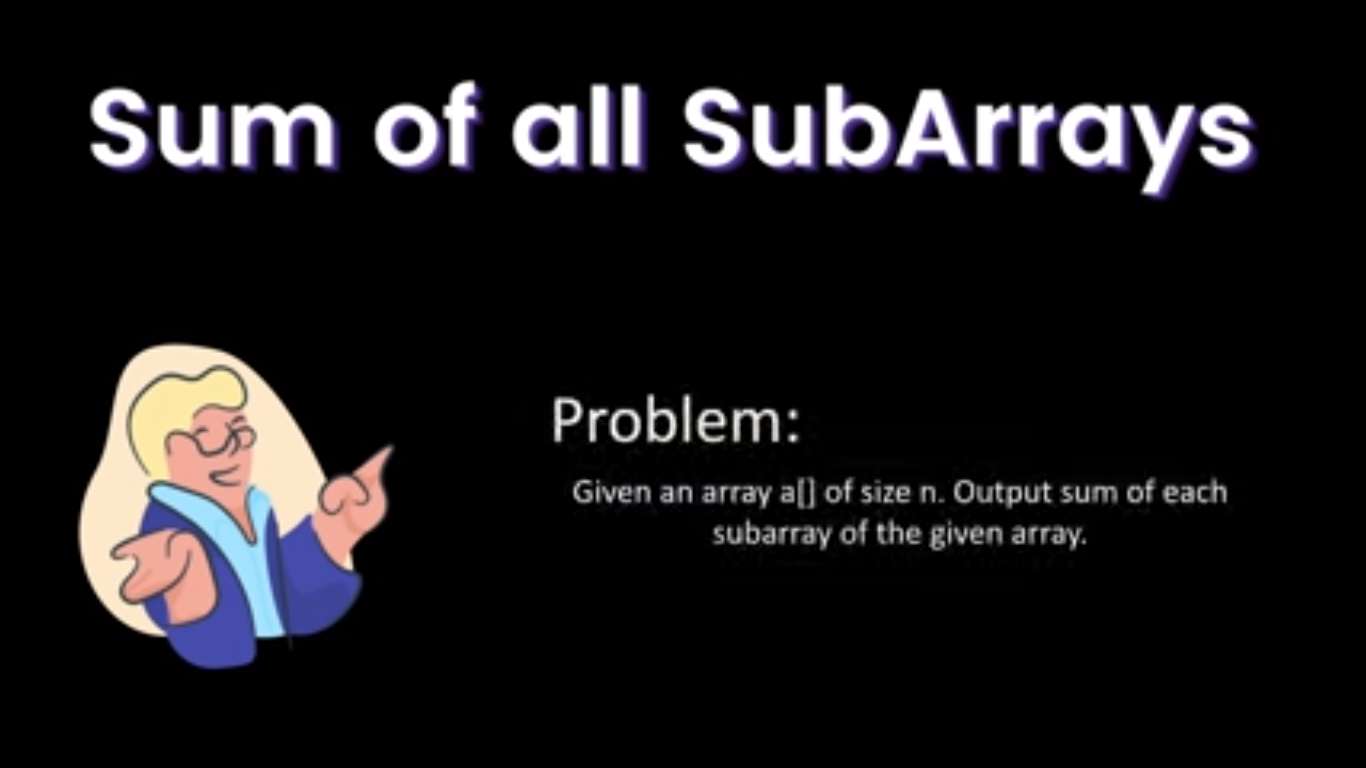 Sum of all SubArrays
Problem:
Given an array a[] of size n. Output sum of each
subarray of the given array.